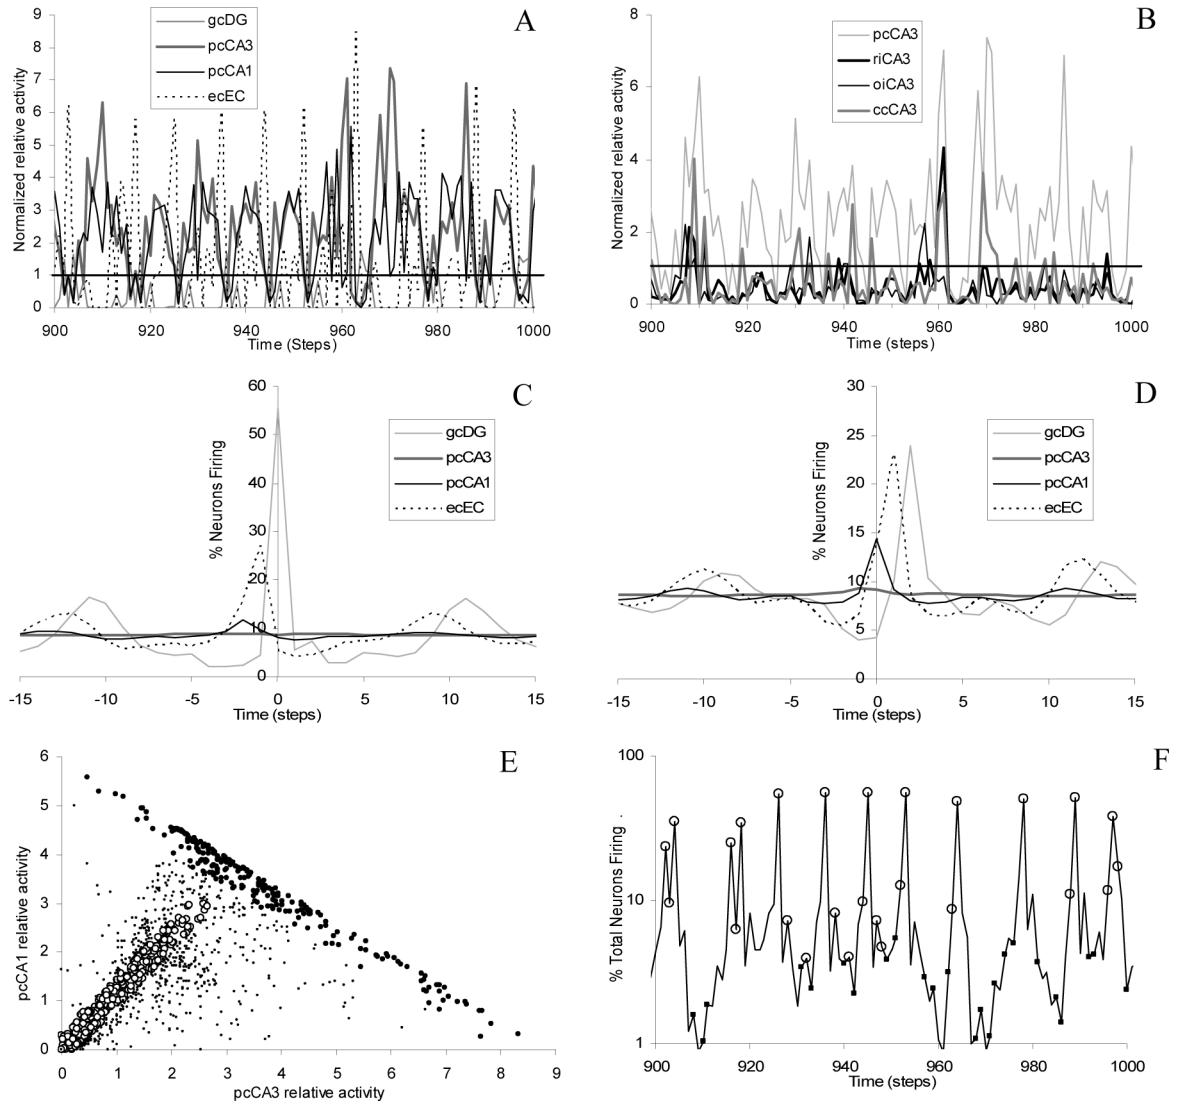 A
gcDG
pcCA3
pcCA1
ecEC
Normalized relative activity
9
8
7
6
5
4
3
2
1
0
900 920 940 960 980 1000
Time (Steps)
B
pcCA3
riCA3
oiCA3
ccCA3
Normalized relative activity
8
6
4
2
0
900 920 940 960 980 1000
Time (steps)
C
gcDG
pcCA3
pcCA1
ecEC
% Neurons Firing
60
50
40
30
20
10
0
-15 -10 -5 0 5 10 15
Time (steps)
D
gcDG
pcCA3
pcCA1
ecEC
% Neurons Firing
30
25
20
15
10
5
0
-15 -10 -5 0 5 10 15
Time (steps)
E
pcCA1 relative activity
6
5
4
3
2
1
0
0 1 2 3 4 5 6 7 8 9
pcCA3 relative activity
F
% Total Neurons Firing
100
10
1
900 920 940 960 980 1000
Time (steps)